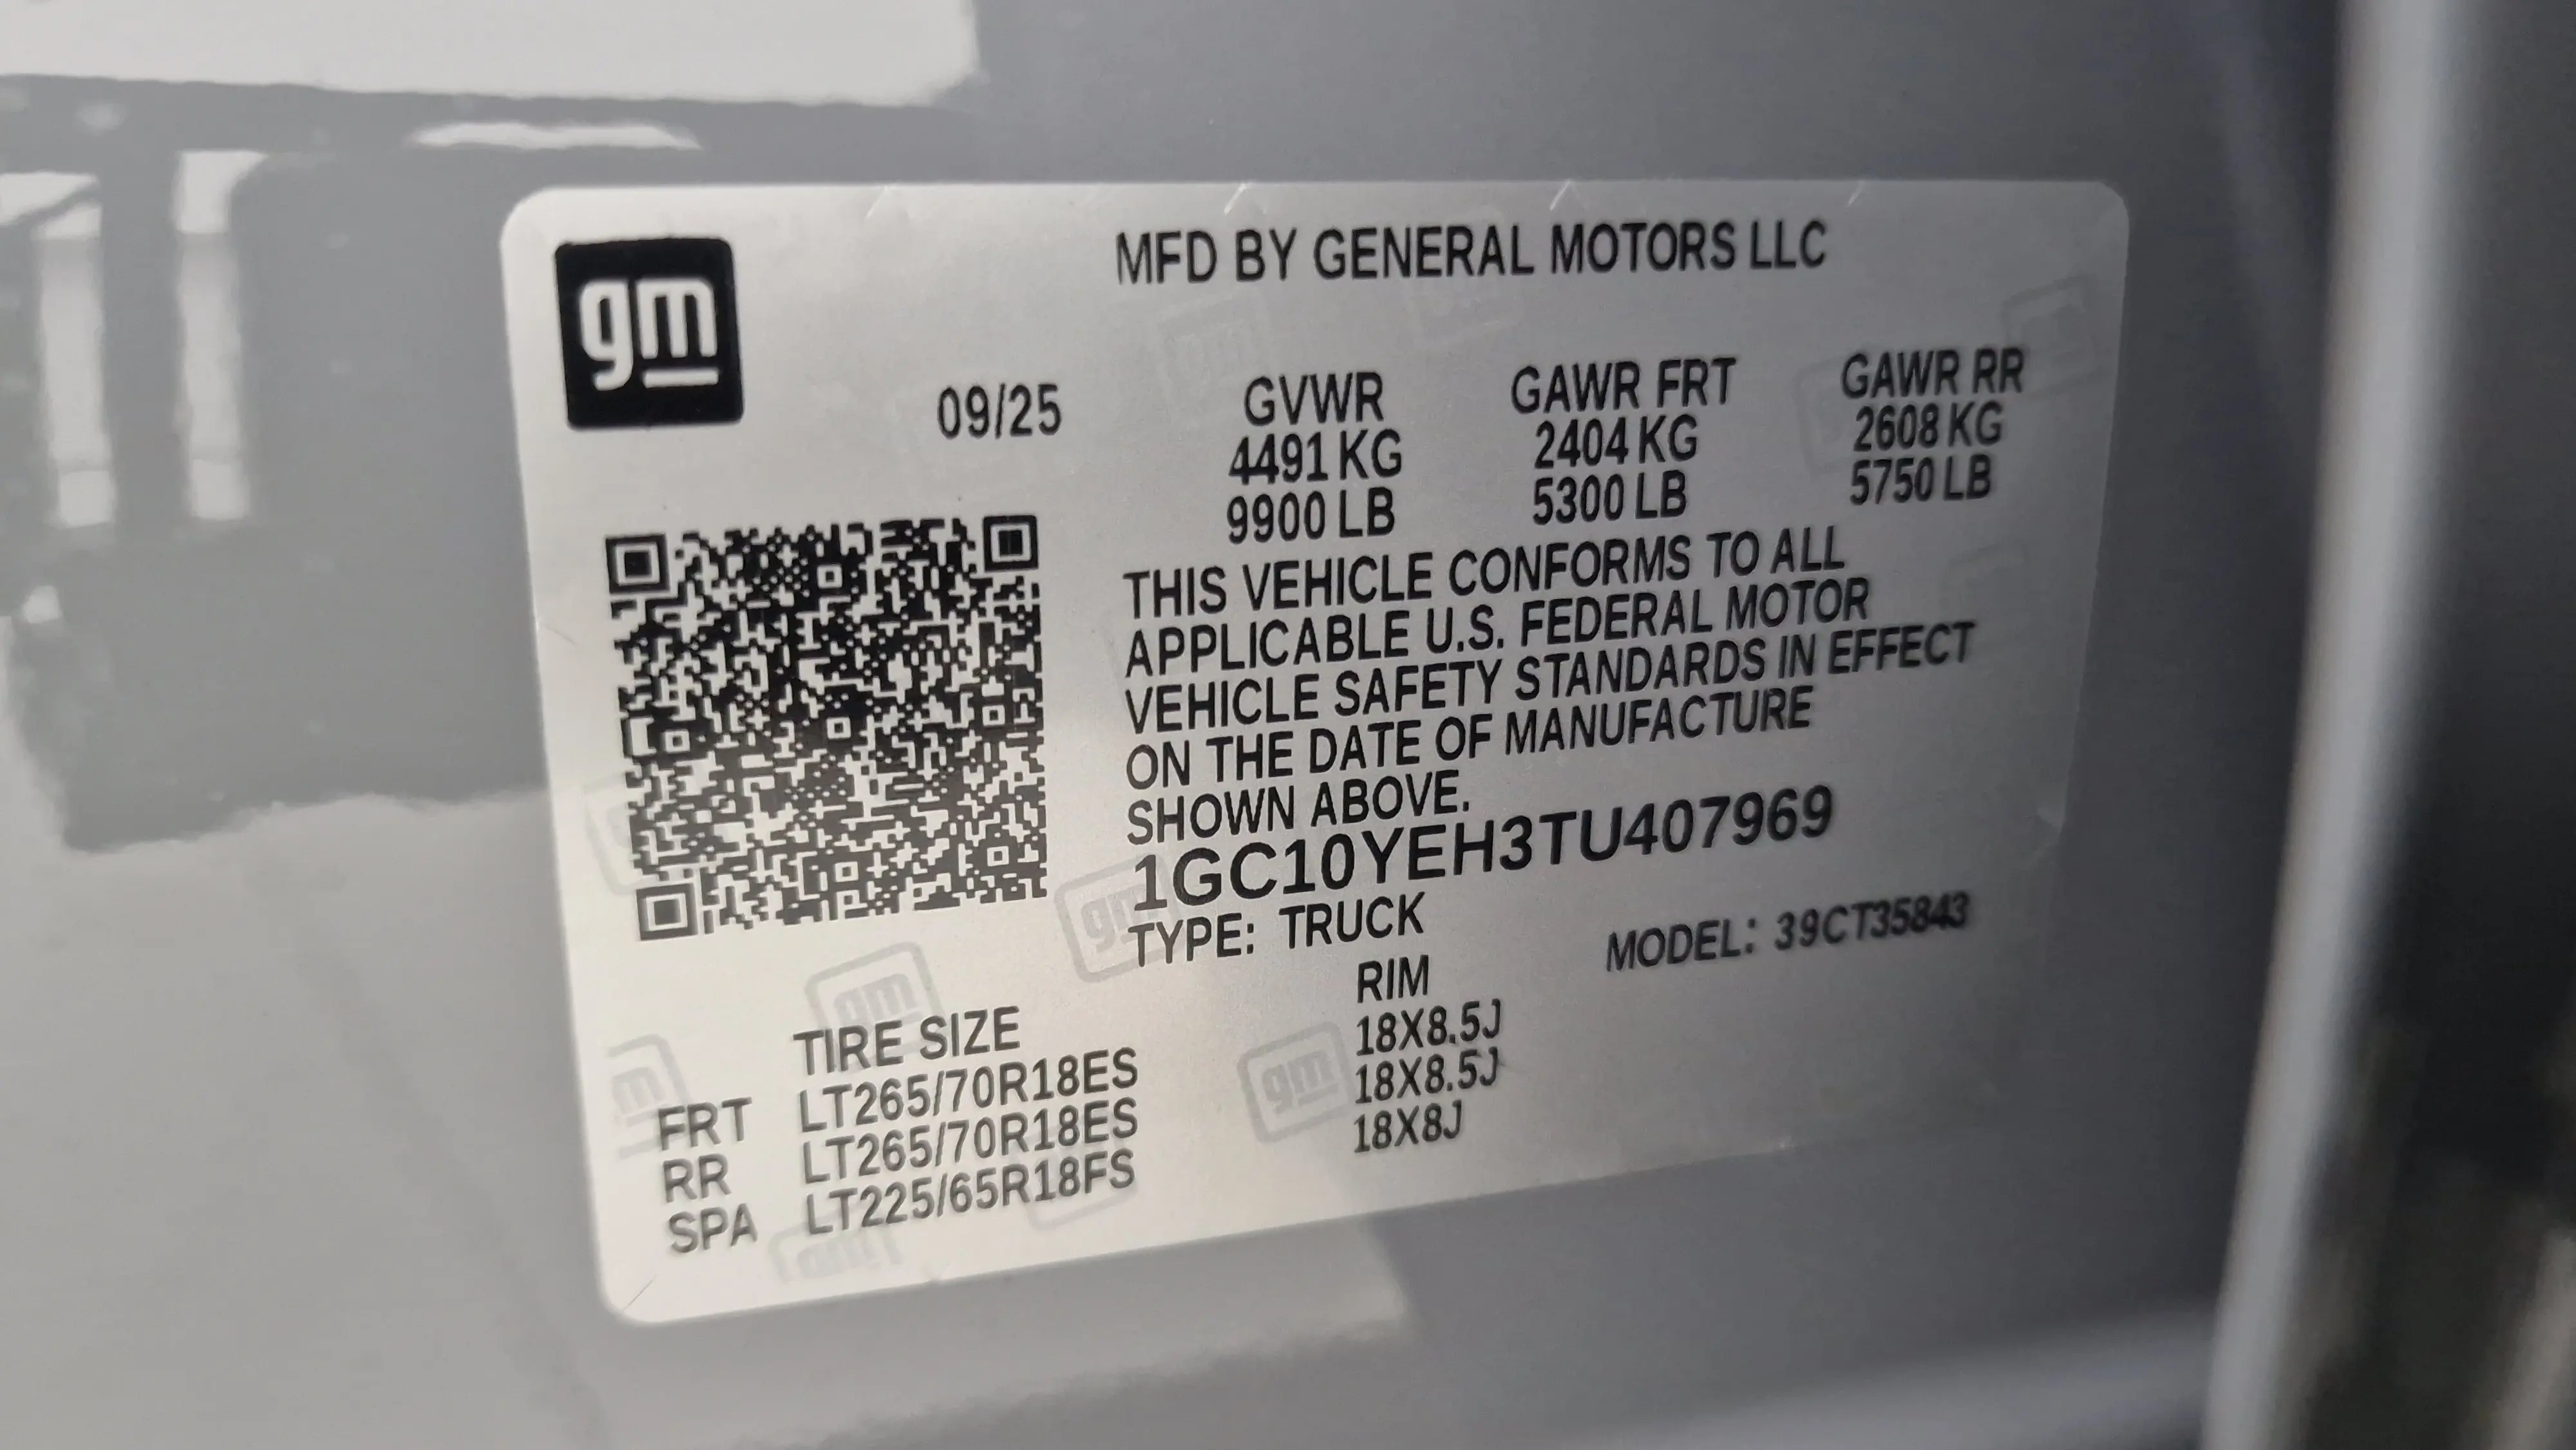 gm
MFD BY GENERAL MOTORS LLC
09/25 GVWR GAWR FRT GAWR RR
4491 KG 2404 KG 2608 KG
9900 LB 5300 LB 5750 LB
THIS VEHICLE CONFORMS TO ALL
APPLICABLE U.S. FEDERAL MOTOR
VEHICLE SAFETY STANDARDS IN EFFECT
ON THE DATE OF MANUFACTURE
SHOWN ABOVE.
1GC10YEH3TU407969
TYPE: TRUCK MODEL: 39CT35843
TIRE SIZE RIM
FRT LT265/70R18ES 18X8.5J
RR LT265/70R18ES 18X8.5J
SPA LT225/65R18FS 18X8J